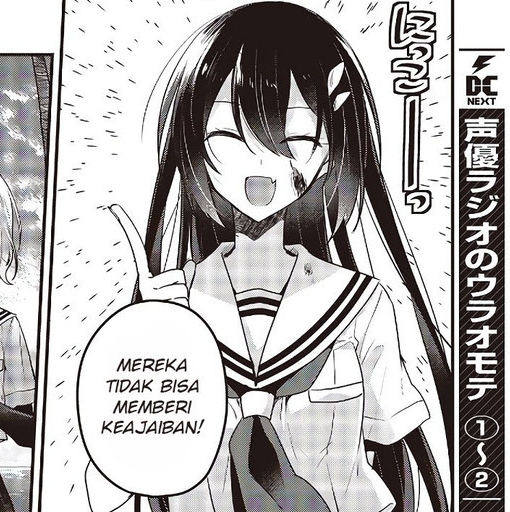 にっこーーっ
DC
NEXT
声優ラジオのウラオモテ ①〜②
MEREKA
TIDAK BISA
MEMBERI
KEAJAIBAN!